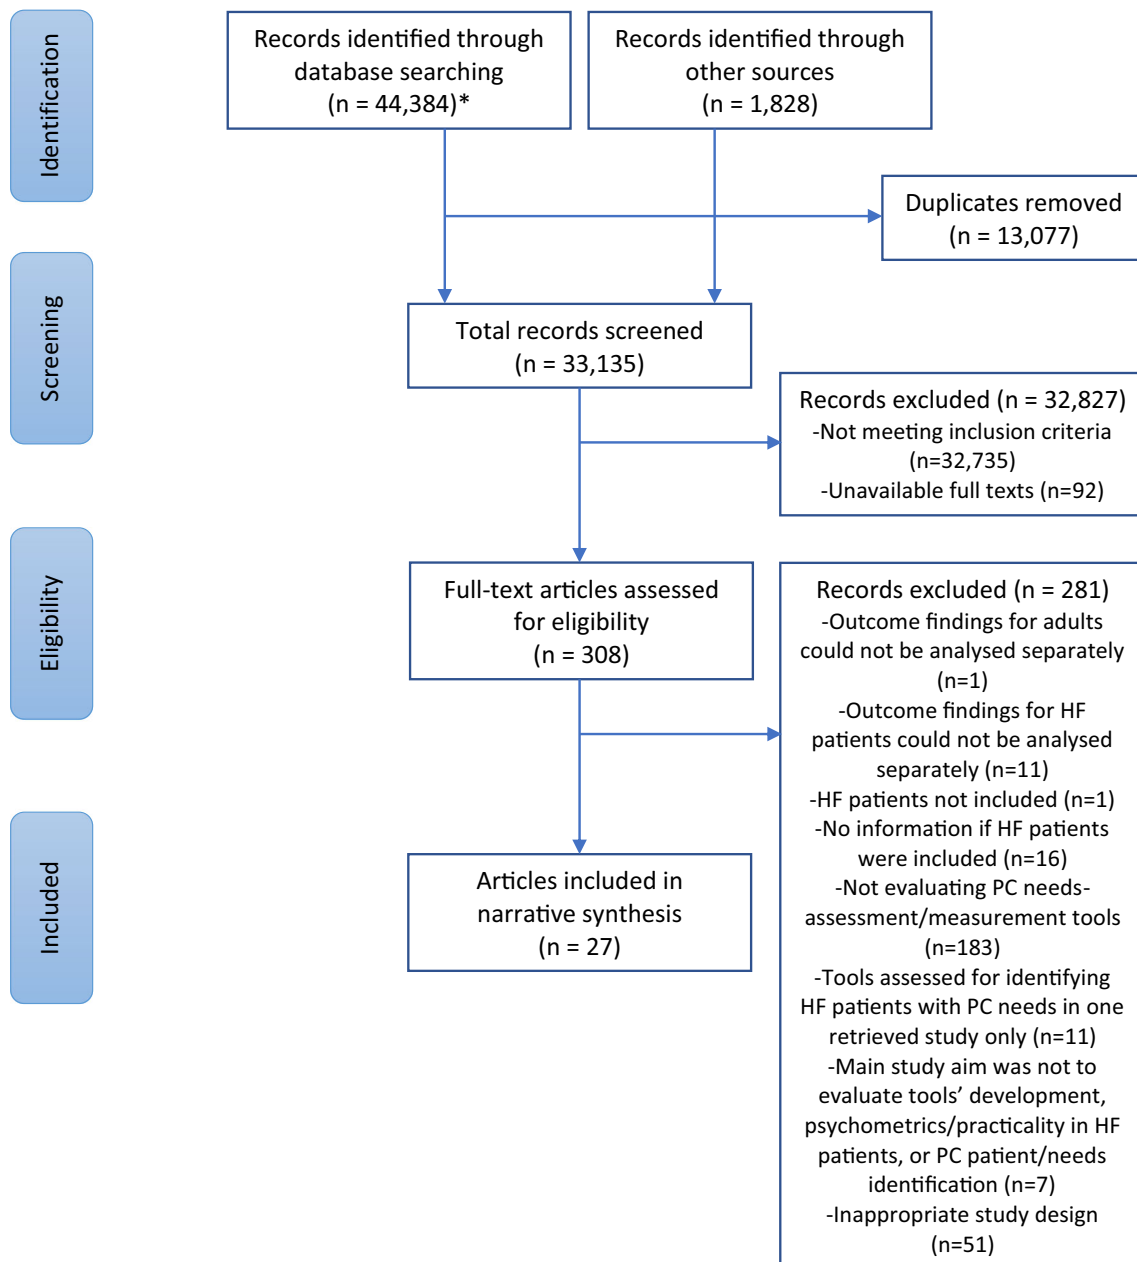 Identification
Records identified through
database searching
(n = 44,384)*
Records identified through
other sources
(n = 1,828)
Duplicates removed
(n = 13,077)
Screening
Total records screened
(n = 33,135)
Records excluded (n = 32,827)
-Not meeting inclusion criteria
(n=32,735)
-Unavailable full texts (n=92)
Eligibility
Full-text articles assessed
for eligibility
(n = 308)
Records excluded (n = 281)
-Outcome findings for adults
could not be analysed separately
(n=1)
-Outcome findings for HF
patients could not be analysed
separately (n=11)
-HF patients not included (n=1)
-No information if HF patients
were included (n=16)
-Not evaluating PC needs-
assessment/measurement tools
(n=183)
-Tools assessed for identifying
HF patients with PC needs in one
retrieved study only (n=11)
-Main study aim was not to
evaluate tools’ development,
psychometrics/practicality in HF
patients, or PC patient/needs
identification (n=7)
-Inappropriate study design
(n=51)
Included
Articles included in
narrative synthesis
(n = 27)